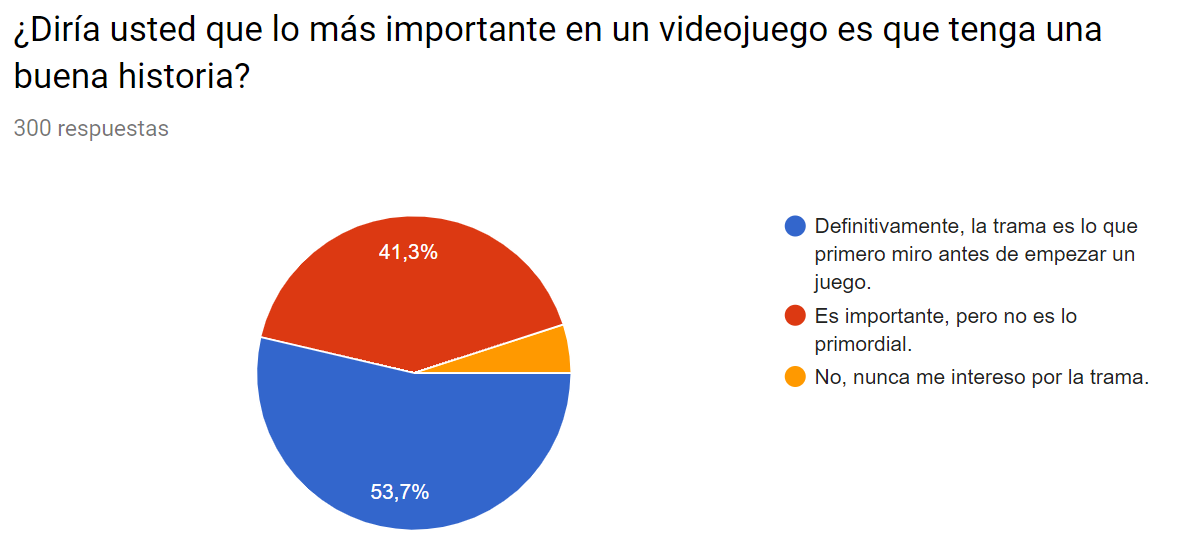 ¿Diría usted que lo más importante en un videojuego es que tenga una
buena historia?
300 respuestas
41,3%
53,7%
Definitivamente, la trama es lo que
primero miro antes de empezar un
juego.
Es importante, pero no es lo
primordial.
No, nunca me intereso por la trama.